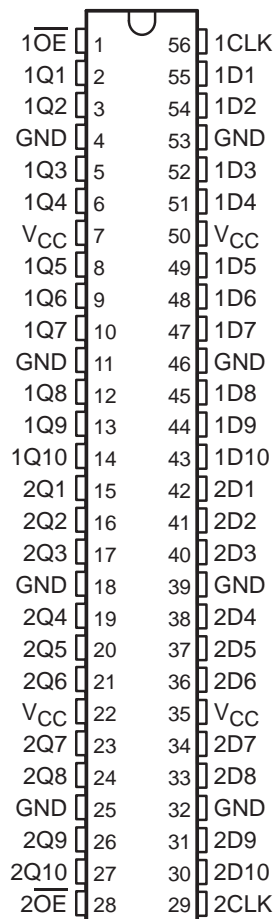 1O̅E̅ 1 56 1CLK
1Q1 2 55 1D1
1Q2 3 54 1D2
GND 4 53 GND
1Q3 5 52 1D3
1Q4 6 51 1D4
VCC 7 50 VCC
1Q5 8 49 1D5
1Q6 9 48 1D6
1Q7 10 47 1D7
GND 11 46 GND
1Q8 12 45 1D8
1Q9 13 44 1D9
1Q10 14 43 1D10
2Q1 15 42 2D1
2Q2 16 41 2D2
2Q3 17 40 2D3
GND 18 39 GND
2Q4 19 38 2D4
2Q5 20 37 2D5
2Q6 21 36 2D6
VCC 22 35 VCC
2Q7 23 34 2D7
2Q8 24 33 2D8
GND 25 32 GND
2Q9 26 31 2D9
2Q10 27 30 2D10
2O̅E̅ 28 29 2CLK